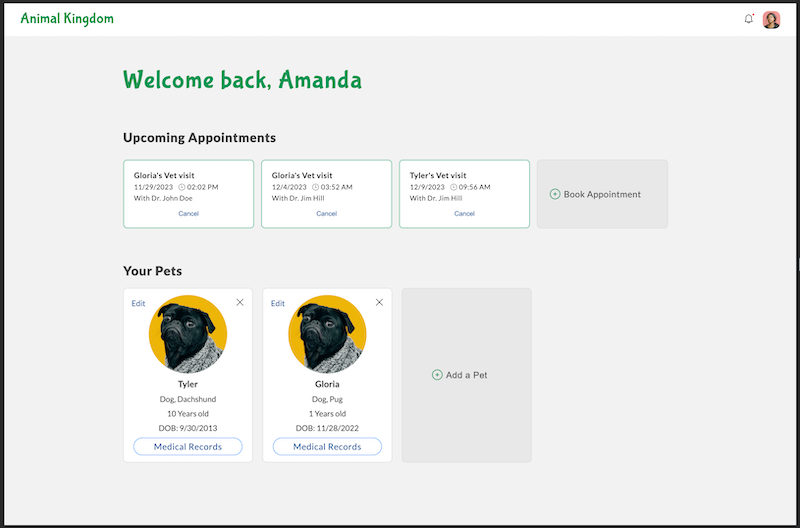 Animal Kingdom
Welcome back, Amanda
Upcoming Appointments
Gloria's Vet visit
11/29/2023 02:02 PM
With Dr. John Doe
Cancel
Gloria's Vet visit
12/4/2023 03:52 AM
With Dr. Jim Hill
Cancel
Tyler's Vet visit
12/9/2023 09:56 AM
With Dr. Jim Hill
Cancel
Book Appointment
Your Pets
Edit
Tyler
Dog, Dachshund
10 Years old
DOB: 9/30/2013
Medical Records
Edit
Gloria
Dog, Pug
1 Years old
DOB: 11/28/2022
Medical Records
Add a Pet